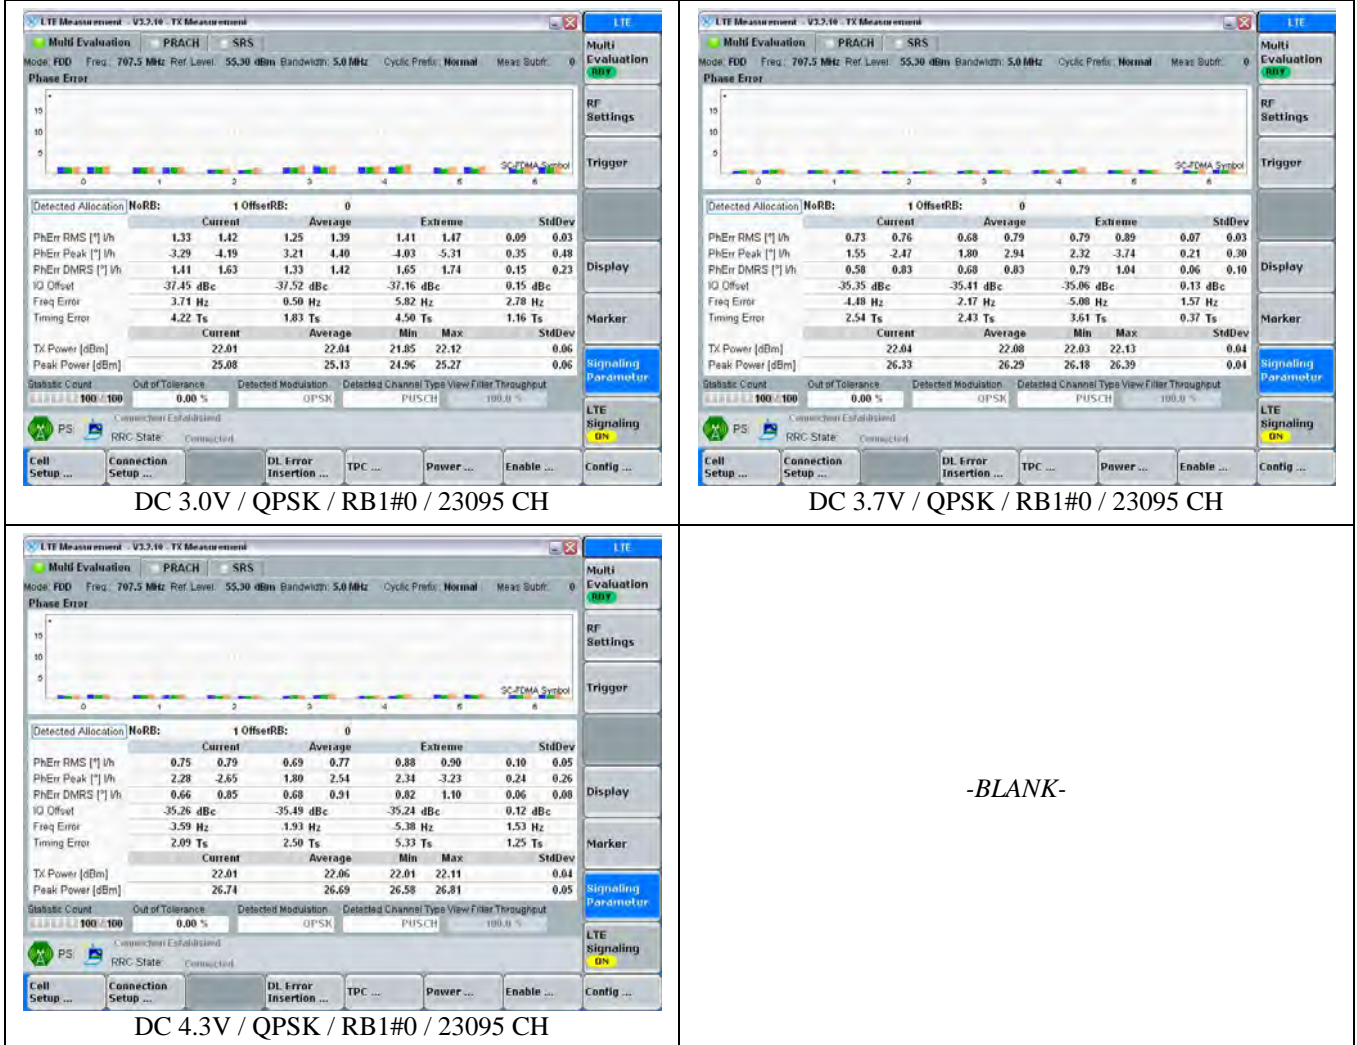 LTE Measurement - V3.2.10 - TX Measurement
LTE
Multi Evaluation PRACH SRS
Multi Evaluation RDY
Mode: FDD Freq.: 707.5 MHz Ref. Level: 55.30 dBm Bandwidth: 5.0 MHz Cyclic Prefix: Normal Meas Subfr.: 0
Phase Error
15
10
5
SC-FDMA Symbol
0 1 2 3 4 5 6
RF Settings
Trigger
Detected Allocation NoRB: 1 OffsetRB: 0
Current Average Extreme StdDev
PhErr RMS [°] l/h 1.33 1.42 1.25 1.39 1.41 1.47 0.09 0.03
PhErr Peak [°] l/h -3.29 -4.19 3.21 4.40 -4.03 -5.31 0.35 0.48
PhErr DMRS [°] l/h 1.41 1.63 1.33 1.42 1.65 1.74 0.15 0.23
IQ Offset -37.45 dBc -37.52 dBc -37.16 dBc 0.15 dBc
Freq Error 3.71 Hz 0.50 Hz 5.82 Hz 2.78 Hz
Timing Error 4.22 Ts 1.83 Ts 4.50 Ts 1.16 Ts
Current Average Min Max StdDev
TX Power [dBm] 22.01 22.04 21.85 22.12 0.06
Peak Power [dBm] 25.08 25.13 24.96 25.27 0.06
Display
Marker
Signaling Parameter
Statistic Count Out of Tolerance Detected Modulation Detected Channel Type View Filter Throughput
100 / 100 0.00 % QPSK PUSCH 100.0 %
PS: Connection Established
RRC State: Connected
LTE Signaling ON
Cell Setup ... Connection Setup ... DL Error Insertion ... TPC ... Power ... Enable ... Config ...
DC 3.0V / QPSK / RB1#0 / 23095 CH
LTE Measurement - V3.2.10 - TX Measurement
LTE
Multi Evaluation PRACH SRS
Multi Evaluation RDY
Mode: FDD Freq.: 707.5 MHz Ref. Level: 55.30 dBm Bandwidth: 5.0 MHz Cyclic Prefix: Normal Meas Subfr.: 0
Phase Error
15
10
5
SC-FDMA Symbol
0 1 2 3 4 5 6
RF Settings
Trigger
Detected Allocation NoRB: 1 OffsetRB: 0
Current Average Extreme StdDev
PhErr RMS [°] l/h 0.73 0.76 0.68 0.79 0.79 0.89 0.07 0.03
PhErr Peak [°] l/h 1.55 -2.47 1.80 2.94 2.32 -3.74 0.21 0.30
PhErr DMRS [°] l/h 0.58 0.83 0.68 0.83 0.79 1.04 0.06 0.10
IQ Offset -35.35 dBc -35.41 dBc -35.06 dBc 0.13 dBc
Freq Error -4.48 Hz -2.17 Hz -5.08 Hz 1.57 Hz
Timing Error 2.54 Ts 2.43 Ts 3.61 Ts 0.37 Ts
Current Average Min Max StdDev
TX Power [dBm] 22.04 22.08 22.03 22.13 0.04
Peak Power [dBm] 26.33 26.29 26.18 26.39 0.04
Display
Marker
Signaling Parameter
Statistic Count Out of Tolerance Detected Modulation Detected Channel Type View Filter Throughput
100 / 100 0.00 % QPSK PUSCH 100.0 %
PS: Connection Established
RRC State: Connected
LTE Signaling ON
Cell Setup ... Connection Setup ... DL Error Insertion ... TPC ... Power ... Enable ... Config ...
DC 3.7V / QPSK / RB1#0 / 23095 CH
LTE Measurement - V3.2.10 - TX Measurement
LTE
Multi Evaluation PRACH SRS
Multi Evaluation RDY
Mode: FDD Freq.: 707.5 MHz Ref. Level: 55.30 dBm Bandwidth: 5.0 MHz Cyclic Prefix: Normal Meas Subfr.: 0
Phase Error
15
10
5
SC-FDMA Symbol
0 1 2 3 4 5 6
RF Settings
Trigger
Detected Allocation NoRB: 1 OffsetRB: 0
Current Average Extreme StdDev
PhErr RMS [°] l/h 0.75 0.79 0.69 0.77 0.88 0.90 0.10 0.05
PhErr Peak [°] l/h 2.28 -2.65 1.80 2.54 2.34 -3.23 0.24 0.26
PhErr DMRS [°] l/h 0.66 0.85 0.68 0.91 0.82 1.10 0.06 0.08
IQ Offset -35.26 dBc -35.49 dBc -35.24 dBc 0.12 dBc
Freq Error -3.59 Hz -1.93 Hz -5.38 Hz 1.53 Hz
Timing Error 2.09 Ts 2.50 Ts 5.33 Ts 1.25 Ts
Current Average Min Max StdDev
TX Power [dBm] 22.01 22.06 22.01 22.11 0.04
Peak Power [dBm] 26.74 26.69 26.58 26.81 0.05
Display
Marker
Signaling Parameter
Statistic Count Out of Tolerance Detected Modulation Detected Channel Type View Filter Throughput
100 / 100 0.00 % QPSK PUSCH 100.0 %
PS: Connection Established
RRC State: Connected
LTE Signaling ON
Cell Setup ... Connection Setup ... DL Error Insertion ... TPC ... Power ... Enable ... Config ...
DC 4.3V / QPSK / RB1#0 / 23095 CH
-BLANK-